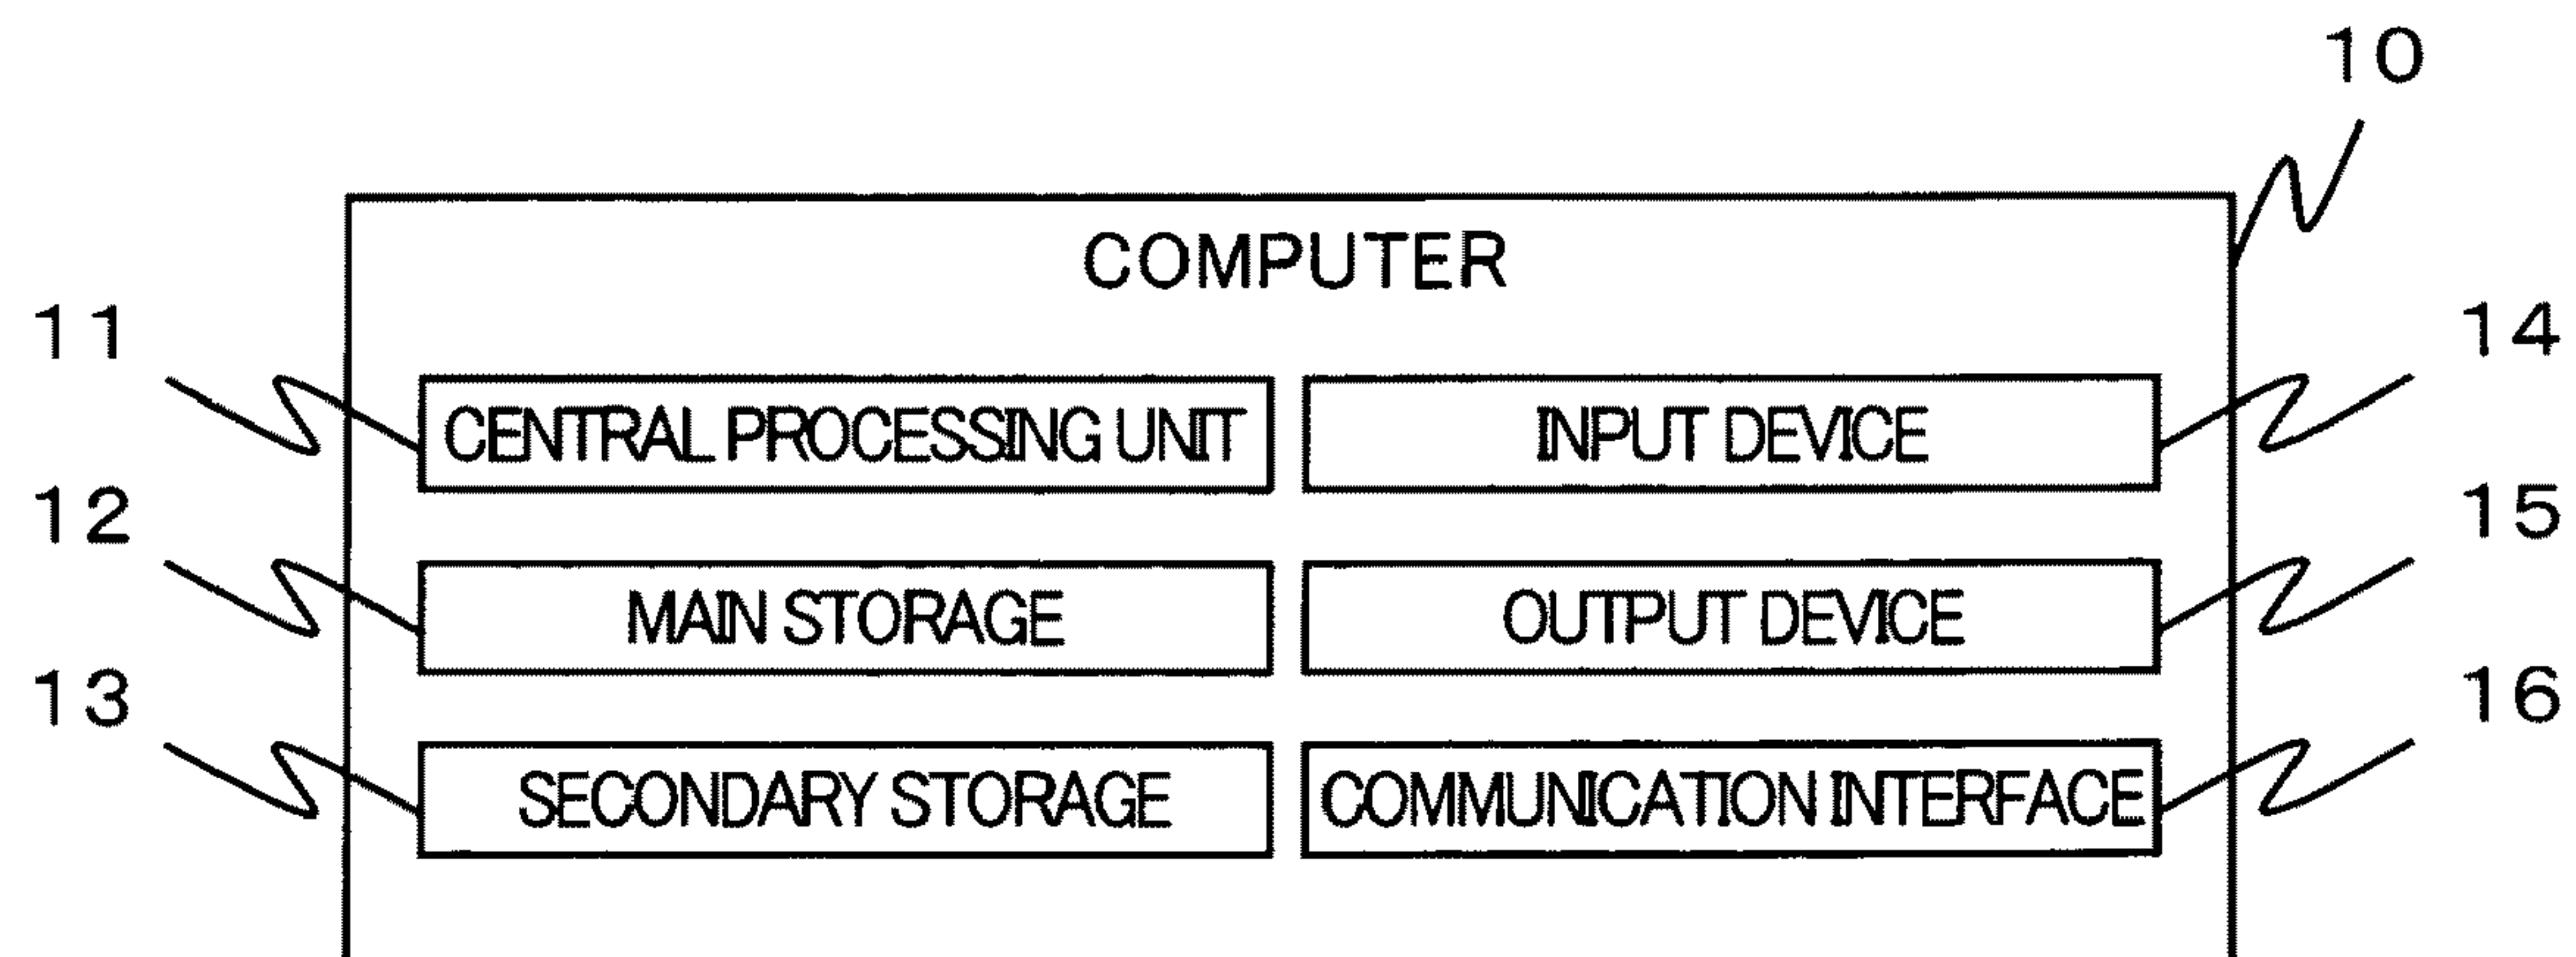 10
COMPUTER
11
14
CENTRAL PROCESSING UNIT
INPUT DEVICE
12
15
MAIN STORAGE
OUTPUT DEVICE
13
16
SECONDARY STORAGE
COMMUNICATION INTERFACE